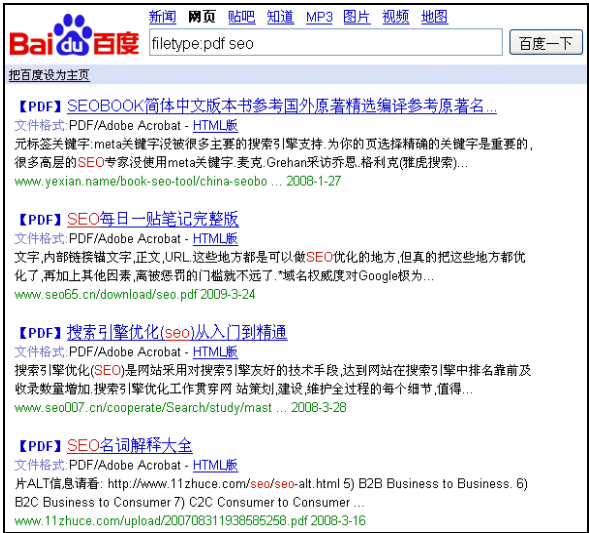 新闻 网页 贴吧 知道 MP3 图片 视频 地图
Bai du 百度 filetype:pdf seo 百度一下
把百度设为主页
【PDF】SEOBOOK简体中文版本书参考国外原著精选编译参考原著名...
文件格式:PDF/Adobe Acrobat - HTML版
元标签关键字:meta关键字没被很多主要的搜索引擎支持.为你的页选择精确的关键字是重要的,
很多高层的SEO专家没使用meta关键字.麦克.Grehan采访乔恩.格利克(雅虎搜索)...
www.yexian.name/book-seo-tool/china-seobo ... 2008-1-27
【PDF】SEO每日一贴笔记完整版
文件格式:PDF/Adobe Acrobat - HTML版
文字,内部链接锚文字,正文,URL.这些地方都是可以做SEO优化的地方,但真的把这些地方都优
化了,再加上其他因素,离被惩罚的门槛就不远了.*域名权威度对Google极为...
www.seo65.cn/download/seo.pdf 2009-3-24
【PDF】搜索引擎优化(seo)从入门到精通
文件格式:PDF/Adobe Acrobat - HTML版
搜索引擎优化(SEO)是网站采用对搜索引擎友好的技术手段,达到网站在搜索引擎中排名靠前及
收录数量增加.搜索引擎优化工作贯穿网 站策划,建设,维护全过程的每个细节,值得...
www.seo007.cn/cooperate/Search/study/mast ... 2008-3-28
【PDF】SEO名词解释大全
文件格式:PDF/Adobe Acrobat - HTML版
片ALT信息请看: http://www.11zhuce.com/seo/seo-alt.html 5) B2B Business to Business. 6)
B2C Business to Consumer 7) C2C Consumer to Consumer ...
www.11zhuce.com/upload/200708311938585258.pdf 2008-3-16